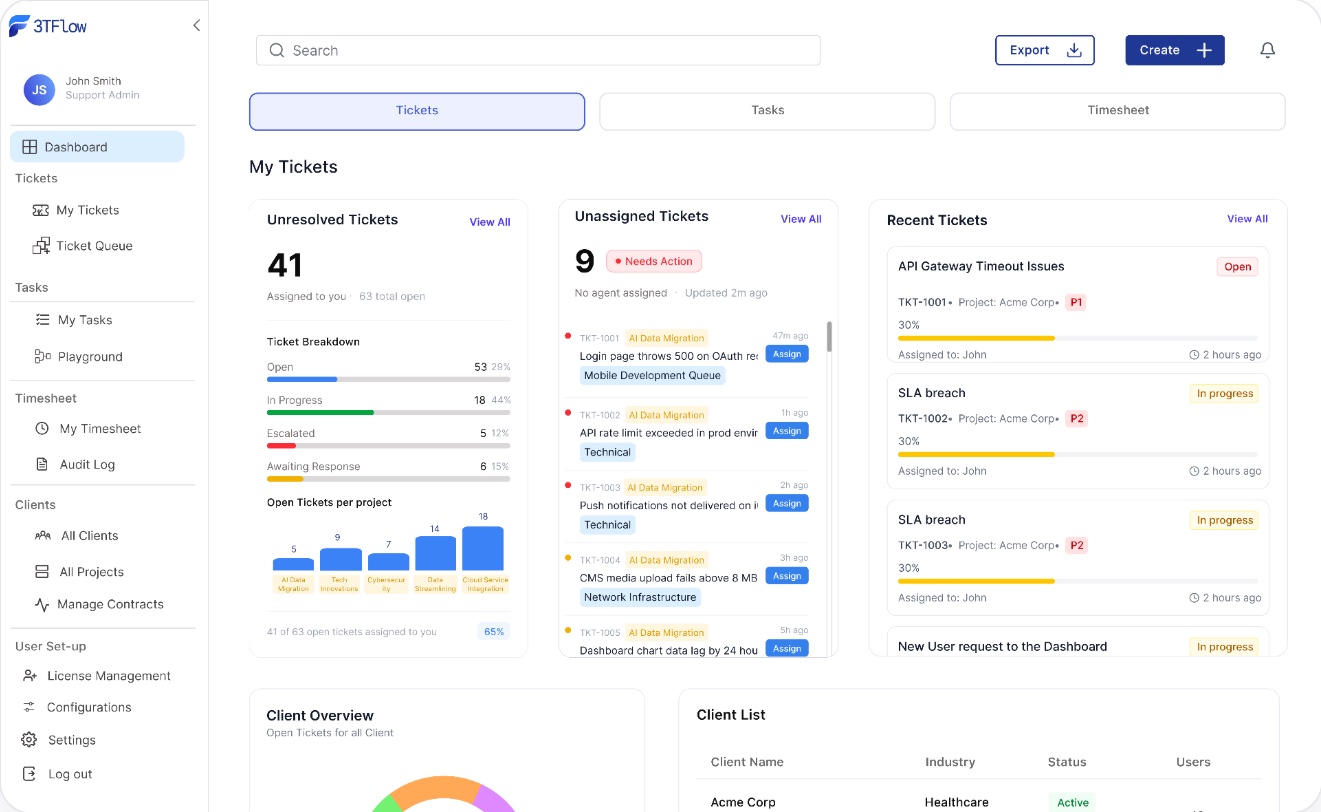 3TFlow
JS
John Smith
Support Admin
Dashboard
Tickets
My Tickets
Ticket Queue
Tasks
My Tasks
Playground
Timesheet
My Timesheet
Audit Log
Clients
All Clients
All Projects
Manage Contracts
User Set-up
License Management
Configurations
Settings
Log out
Search
Export
Create
Tickets
Tasks
Timesheet
My Tickets
Unresolved Tickets
View All
41
Assigned to you · 63 total open
Ticket Breakdown
Open 53 29%
In Progress 18 44%
Escalated 5 12%
Awaiting Response 6 15%
Open Tickets per project
5
9
7
14
18
AI Data
Migration
Tech
Innovations
Cybersecur
ity
Data
Streamlining
Cloud Service
Integration
41 of 63 open tickets assigned to you
65%
Unassigned Tickets
View All
9
Needs Action
No agent assigned · Updated 2m ago
TKT-1001 AI Data Migration 47m ago
Login page throws 500 on OAuth
Assign
Mobile Development Queue
TKT-1002 AI Data Migration 1h ago
API rate limit exceeded in prod
Assign
Technical
TKT-1003 AI Data Migration 2h ago
Push notifications not delivered on
Assign
Technical
TKT-1004 AI Data Migration 3h ago
CMS media upload fails above 8 MB
Assign
Network Infrastructure
TKT-1005 AI Data Migration 5h ago
Dashboard chart data lag by 24 hou
Assign
Recent Tickets
View All
API Gateway Timeout Issues
Open
TKT-1001• Project: Acme Corp• P1
30%
Assigned to: John
2 hours ago
SLA breach
In progress
TKT-1002• Project: Acme Corp• P2
30%
Assigned to: John
2 hours ago
SLA breach
In progress
TKT-1003• Project: Acme Corp• P2
30%
Assigned to: John
2 hours ago
New User request to the Dashboard
In progress
Client Overview
Open Tickets for all Client
Client List
Client Name Industry Status Users
Acme Corp Healthcare Active